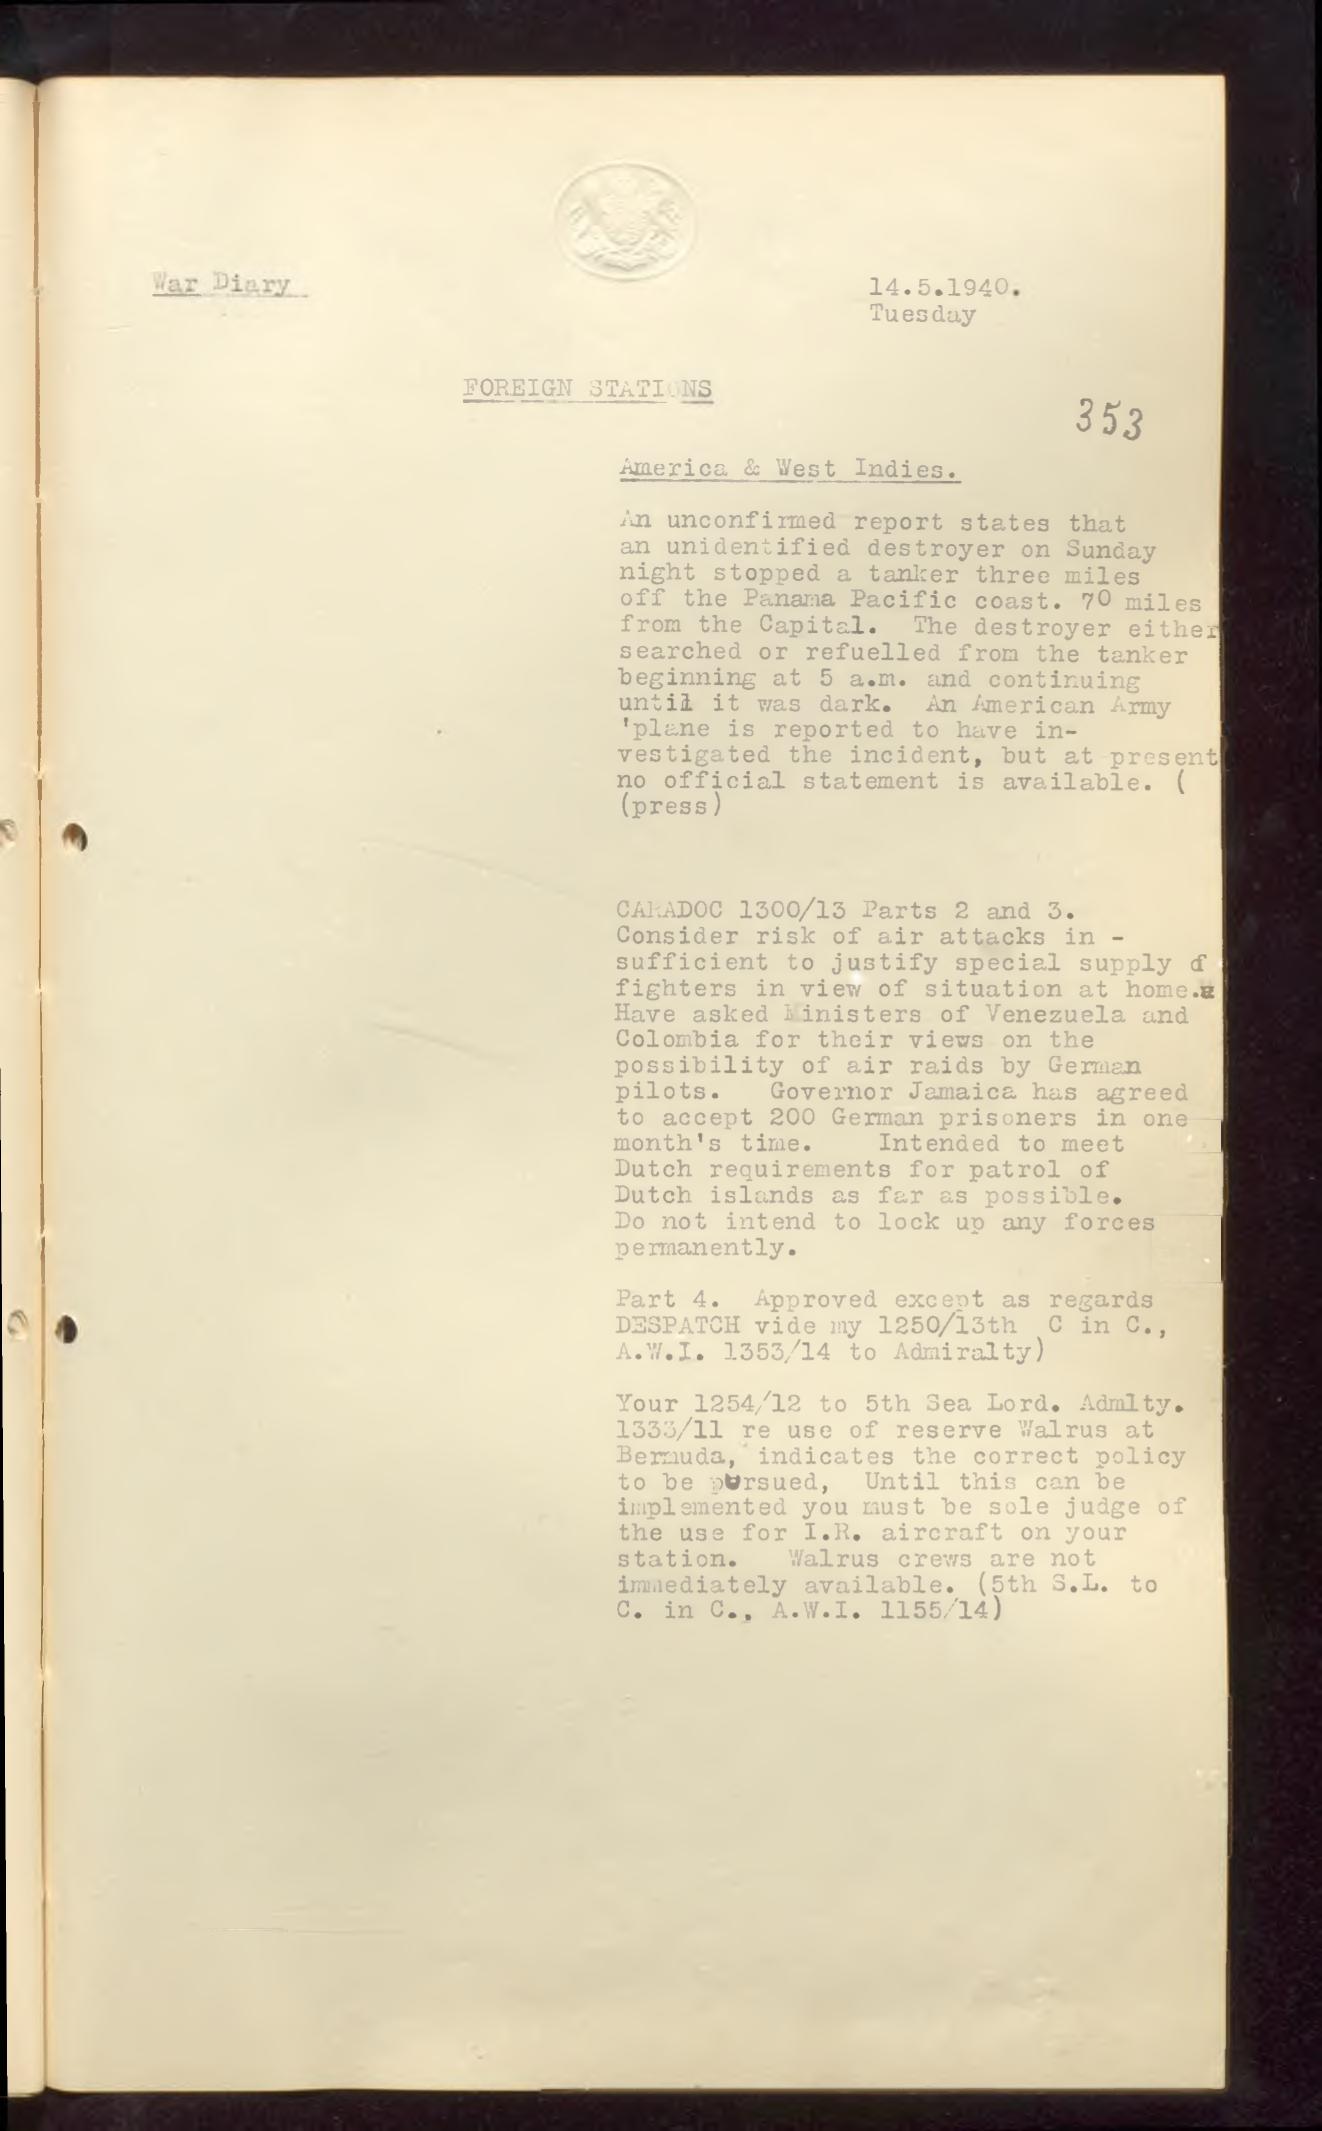 War Diary
14.5.1940.
Tuesday
FOREIGN STATIONS
353
America & West Indies.
An unconfirmed report states that
an unidentified destroyer on Sunday
night stopped a tanker three miles
off the Panama Pacific coast. 70 miles
from the Capital. The destroyer either
searched or refuelled from the tanker
beginning at 5 a.m. and continuing
until it was dark. An American Army
'plane is reported to have in-
vestigated the incident, but at present
no official statement is available. (
(press)
CARADOC 1300/13 Parts 2 and 3.
Consider risk of air attacks in -
sufficient to justify special supply of
fighters in view of situation at home.
Have asked Ministers of Venezuela and
Colombia for their views on the
possibility of air raids by German
pilots. Governor Jamaica has agreed
to accept 200 German prisoners in one
month's time. Intended to meet
Dutch requirements for patrol of
Dutch islands as far as possible.
Do not intend to lock up any forces
permanently.
Part 4. Approved except as regards
DESPATCH vide my 1250/13th C in C.,
A.W.I. 1353/14 to Admiralty)
Your 1254/12 to 5th Sea Lord. Admlty.
1333/11 re use of reserve Walrus at
Bermuda, indicates the correct policy
to be pursued, Until this can be
implemented you must be sole judge of
the use for I.R. aircraft on your
station. Walrus crews are not
immediately available. (5th S.L. to
C. in C., A.W.I. 1155/14)